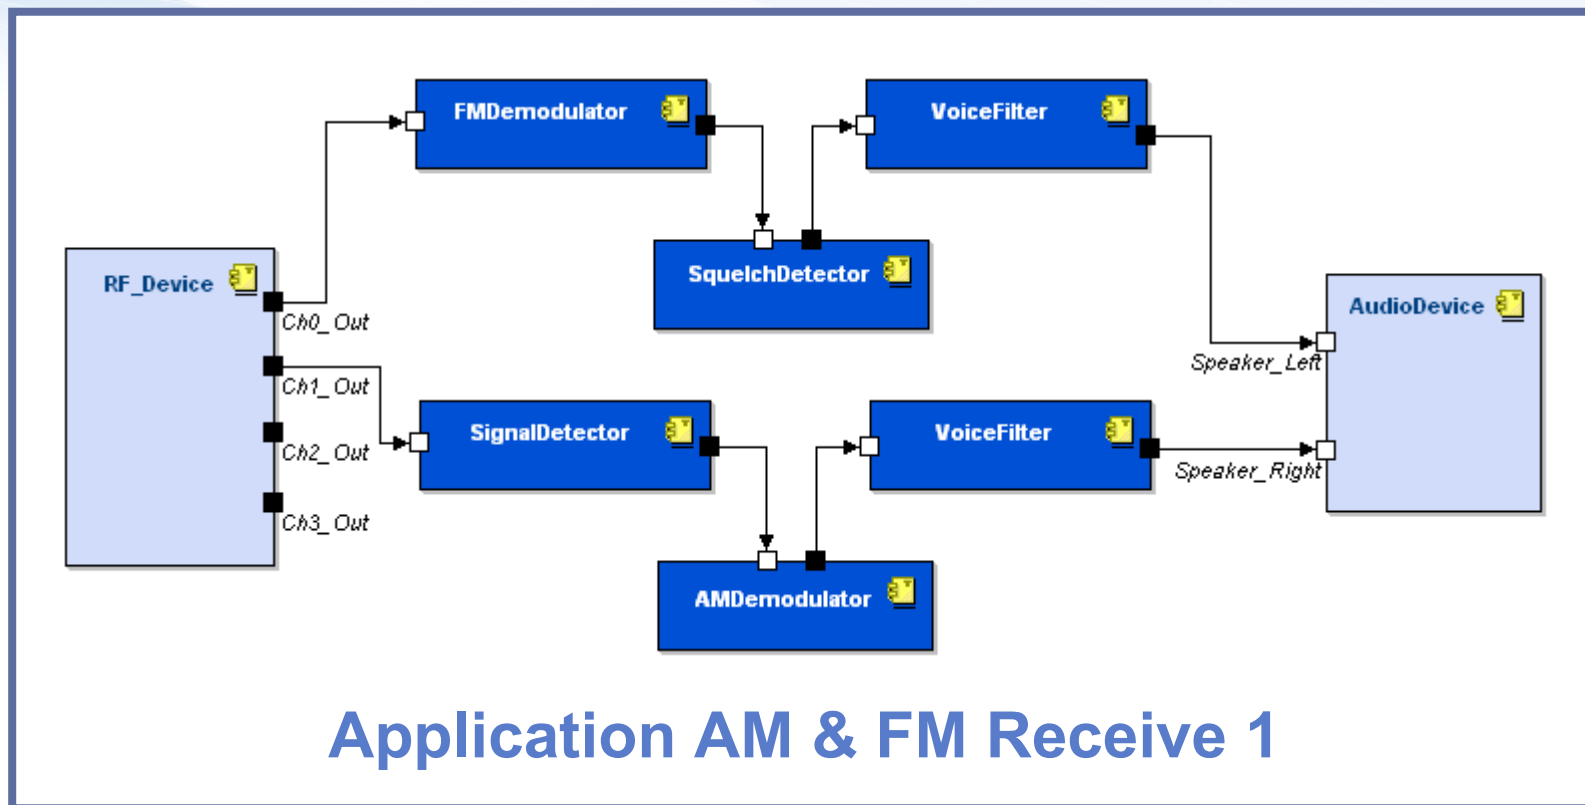 FMDemodulator
VoiceFilter
RF_Device
SquelchDetector
AudioDevice
Ch0_Out
Speaker_Left
Ch1_Out
SignalDetector
VoiceFilter
Ch2_Out
Speaker_Right
Ch3_Out
AMDemodulator
Application AM & FM Receive 1